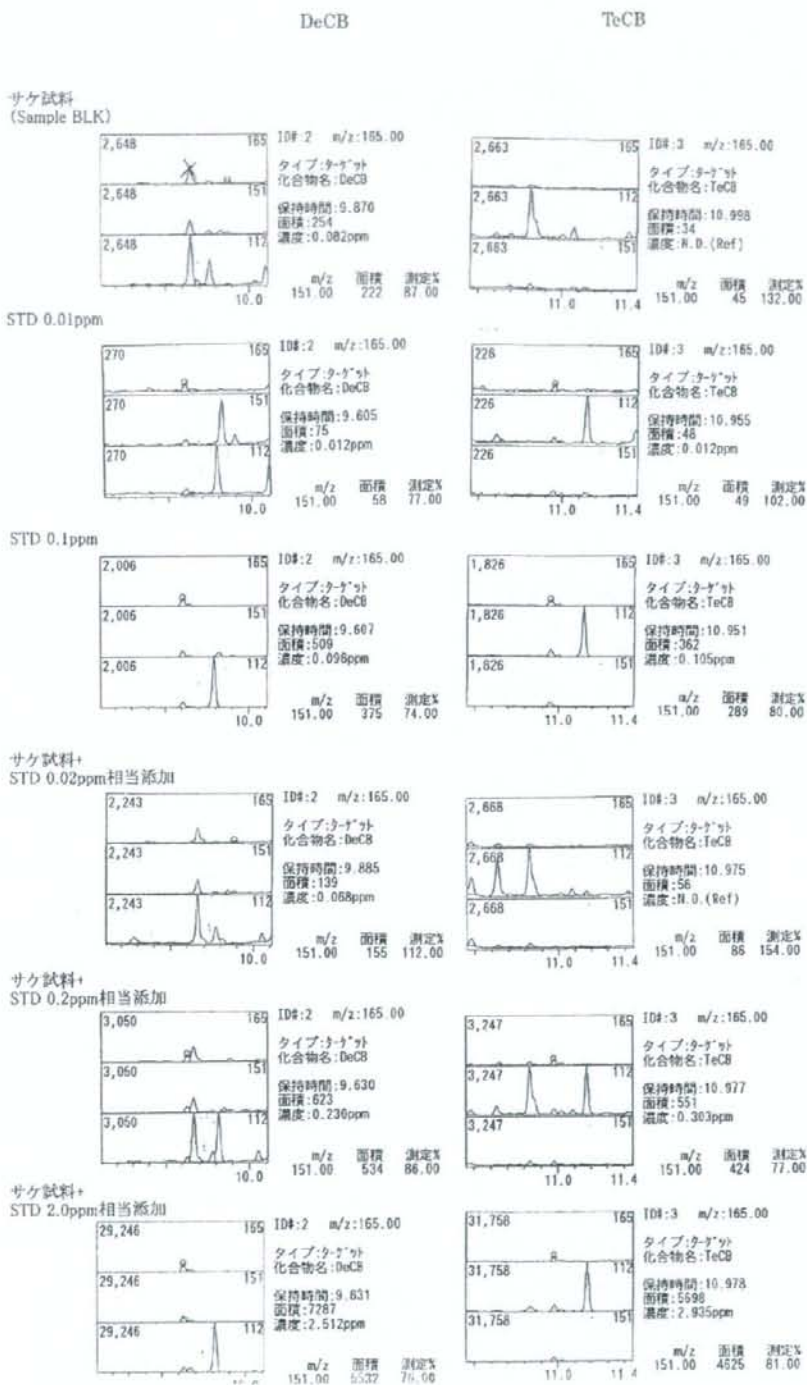 DeCB
TeCB
サケ試料
(Sample BLK)
2,648 165
2,648 151
2,648 112
10.0
ID#:2 m/z:165.00
タイプ:ターゲット
化合物名:DeCB
保持時間:9.870
面積:254
濃度:0.082ppm
m/z 面積 測定%
151.00 222 87.00
2,663 165
2,663 112
2,663 151
11.0 11.4
ID#:3 m/z:165.00
タイプ:ターゲット
化合物名:TeCB
保持時間:10.998
面積:34
濃度:N.D.(Ref)
m/z 面積 測定%
151.00 45 132.00
STD 0.01ppm
270 165
270 151
270 112
10.0
ID#:2 m/z:165.00
タイプ:ターゲット
化合物名:DeCB
保持時間:9.605
面積:75
濃度:0.012ppm
m/z 面積 測定%
151.00 58 77.00
226 165
226 112
226 151
11.0 11.4
ID#:3 m/z:165.00
タイプ:ターゲット
化合物名:TeCB
保持時間:10.955
面積:48
濃度:0.012ppm
m/z 面積 測定%
151.00 49 102.00
STD 0.1ppm
2,006 165
2,006 151
2,006 112
10.0
ID#:2 m/z:165.00
タイプ:ターゲット
化合物名:DeCB
保持時間:9.607
面積:509
濃度:0.096ppm
m/z 面積 測定%
151.00 375 74.00
1,826 165
1,826 112
1,826 151
11.0 11.4
ID#:3 m/z:165.00
タイプ:ターゲット
化合物名:TeCB
保持時間:10.951
面積:362
濃度:0.105ppm
m/z 面積 測定%
151.00 289 80.00
サケ試料+
STD 0.02ppm相当添加
2,243 165
2,243 151
2,243 112
10.0
ID#:2 m/z:165.00
タイプ:ターゲット
化合物名:DeCB
保持時間:9.885
面積:139
濃度:0.068ppm
m/z 面積 測定%
151.00 155 112.00
2,668 165
2,668 112
2,668 151
11.0 11.4
ID#:3 m/z:165.00
タイプ:ターゲット
化合物名:TeCB
保持時間:10.975
面積:56
濃度:N.D.(Ref)
m/z 面積 測定%
151.00 86 154.00
サケ試料+
STD 0.2ppm相当添加
3,050 165
3,050 151
3,050 112
10.0
ID#:2 m/z:165.00
タイプ:ターゲット
化合物名:DeCB
保持時間:9.630
面積:623
濃度:0.230ppm
m/z 面積 測定%
151.00 534 86.00
3,247 165
3,247 112
3,247 151
11.0 11.4
ID#:3 m/z:165.00
タイプ:ターゲット
化合物名:TeCB
保持時間:10.977
面積:551
濃度:0.303ppm
m/z 面積 測定%
151.00 424 77.00
サケ試料+
STD 2.0ppm相当添加
29,246 165
29,246 151
29,246 112
ID#:2 m/z:165.00
タイプ:ターゲット
化合物名:DeCB
保持時間:9.631
面積:7287
濃度:2.512ppm
m/z 面積 測定%
151.00 5532
31,758 165
31,758 112
31,758 151
11.0 11.4
ID#:3 m/z:165.00
タイプ:ターゲット
化合物名:TeCB
保持時間:10.978
面積:5698
濃度:2.935ppm
m/z 面積 測定%
151.00 4625 81.00